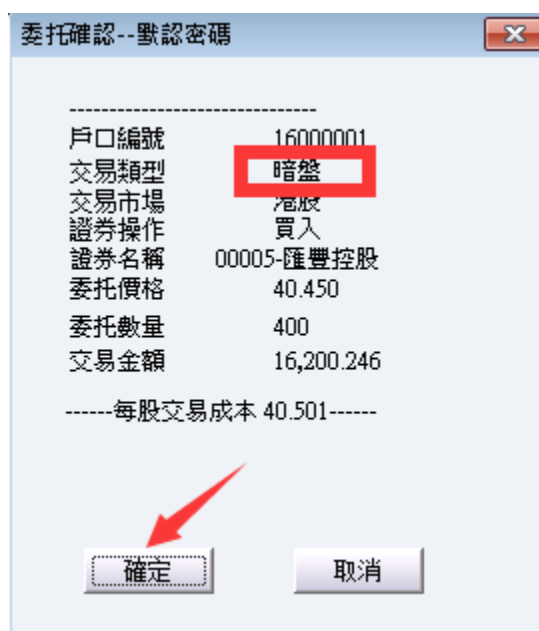 委托確認--默認密碼
-------------------------------
戶口編號 16000001
交易類型 暗盤
交易市場 港股
證券操作 買入
證券名稱 00005-匯豐控股
委托價格 40.450
委托數量 400
交易金額 16,200.246
------每股交易成本 40.501------
確定 取消